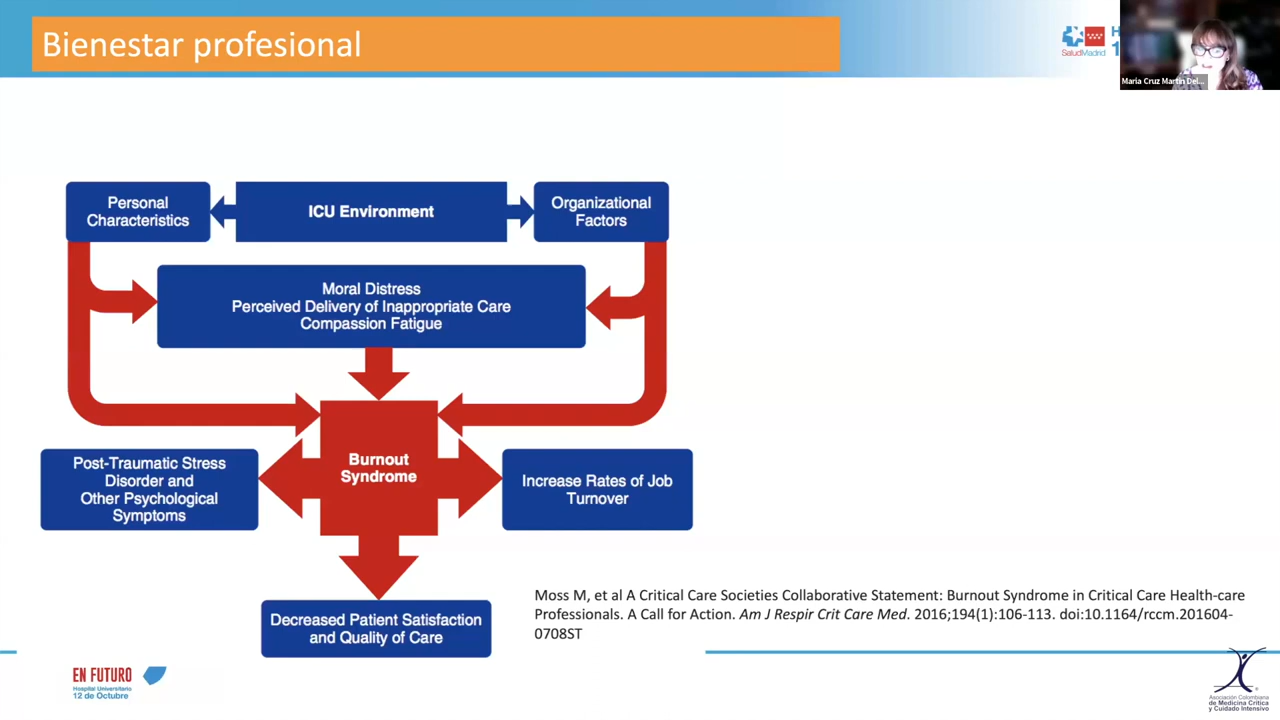 Bienestar profesional
SaludMadrid
Maria Cruz Martin Del...
Personal
Characteristics
ICU Environment
Organizational
Factors
Moral Distress
Perceived Delivery of Inappropriate Care
Compassion Fatigue
Burnout
Syndrome
Post-Traumatic Stress
Disorder and
Other Psychological
Symptoms
Increase Rates of Job
Turnover
Decreased Patient Satisfaction
and Quality of Care
Moss M, et al A Critical Care Societies Collaborative Statement: Burnout Syndrome in Critical Care Health-care
Professionals. A Call for Action. Am J Respir Crit Care Med. 2016;194(1):106-113. doi:10.1164/rccm.201604-
0708ST
EN FUTURO
Hospital Universitario
12 de Octubre
Asociación Colombiana
de Medicina Crítica
y Cuidado Intensivo